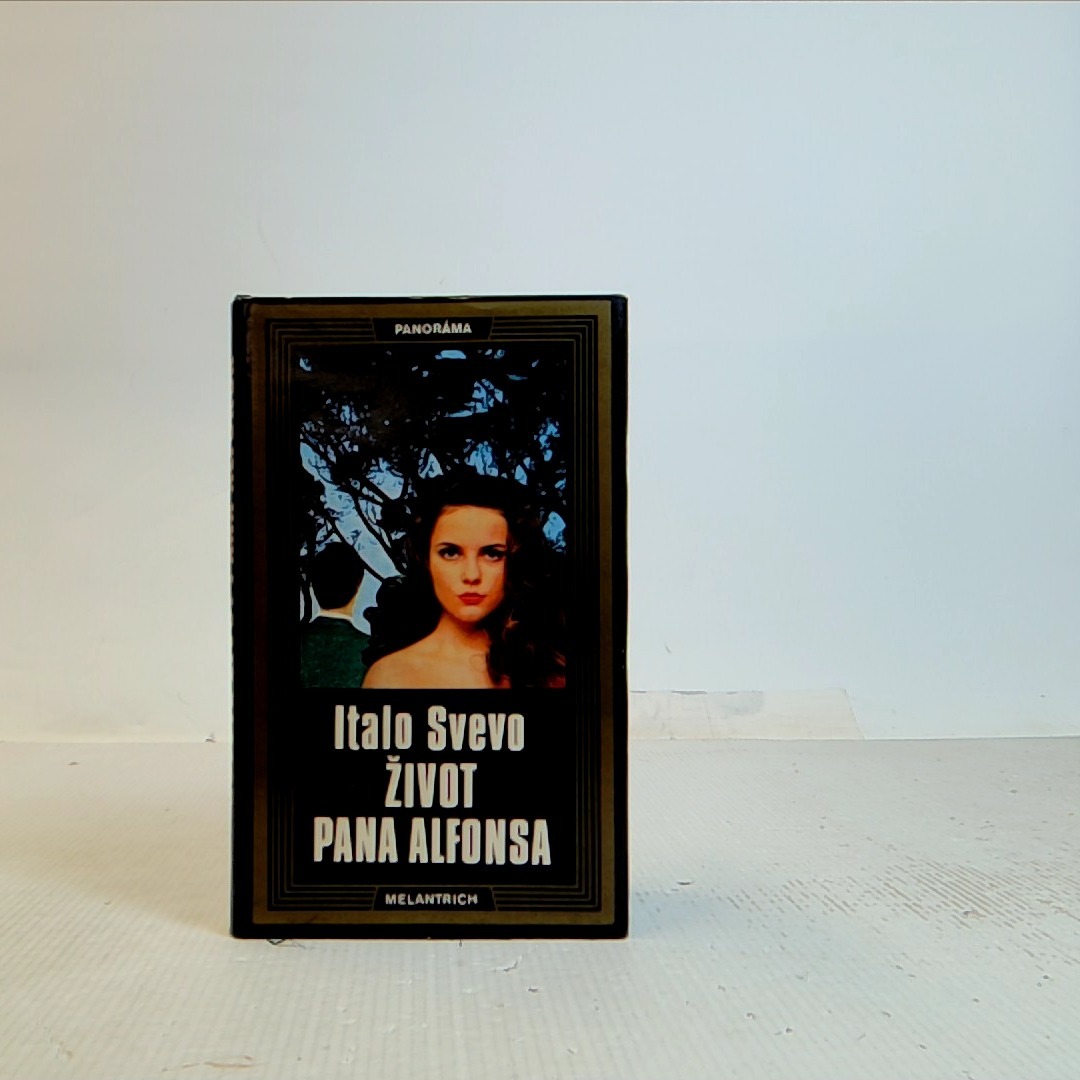 PANORÁMA
Italo Svevo
ŽIVOT
PANA ALFONSA
MELANTRICH